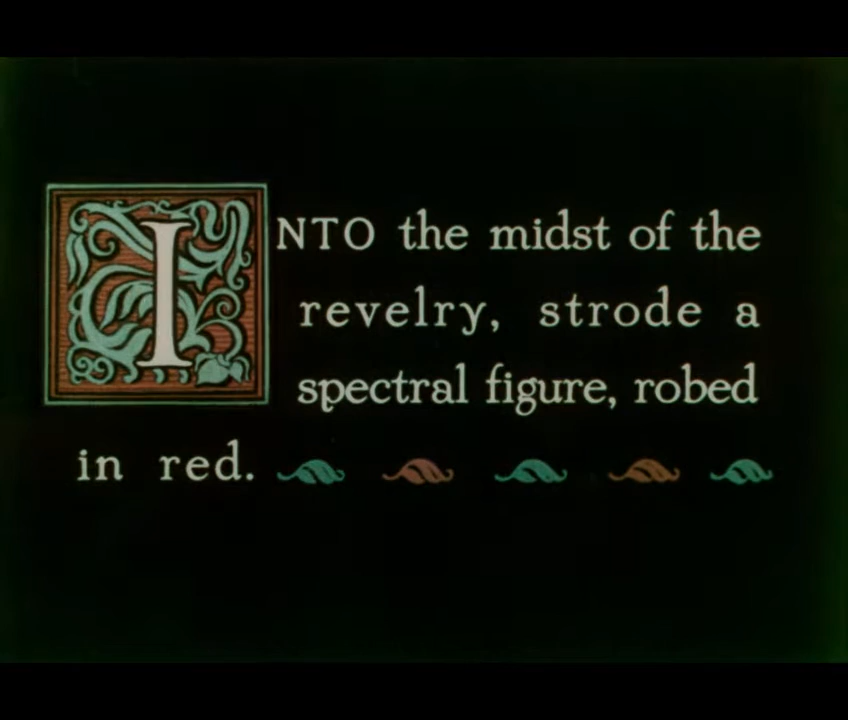 INTO the midst of the
revelry, strode a
spectral figure, robed
in red.